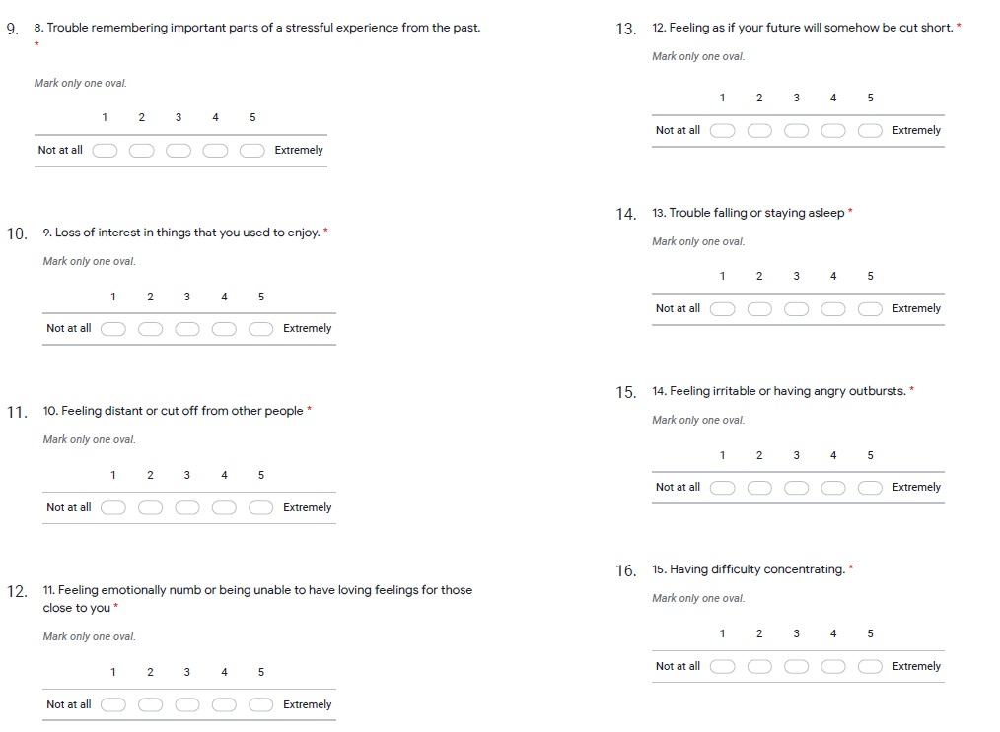 9. 8. Trouble remembering important parts of a stressful experience from the past.
*
Mark only one oval.
1 2 3 4 5
Not at all Extremely
10. 9. Loss of interest in things that you used to enjoy. *
Mark only one oval.
1 2 3 4 5
Not at all Extremely
11. 10. Feeling distant or cut off from other people *
Mark only one oval.
1 2 3 4 5
Not at all Extremely
12. 11. Feeling emotionally numb or being unable to have loving feelings for those
close to you *
Mark only one oval.
1 2 3 4 5
Not at all Extremely
13. 12. Feeling as if your future will somehow be cut short. *
Mark only one oval.
1 2 3 4 5
Not at all Extremely
14. 13. Trouble falling or staying asleep *
Mark only one oval.
1 2 3 4 5
Not at all Extremely
15. 14. Feeling irritable or having angry outbursts. *
Mark only one oval.
1 2 3 4 5
Not at all Extremely
16. 15. Having difficulty concentrating. *
Mark only one oval.
1 2 3 4 5
Not at all Extremely